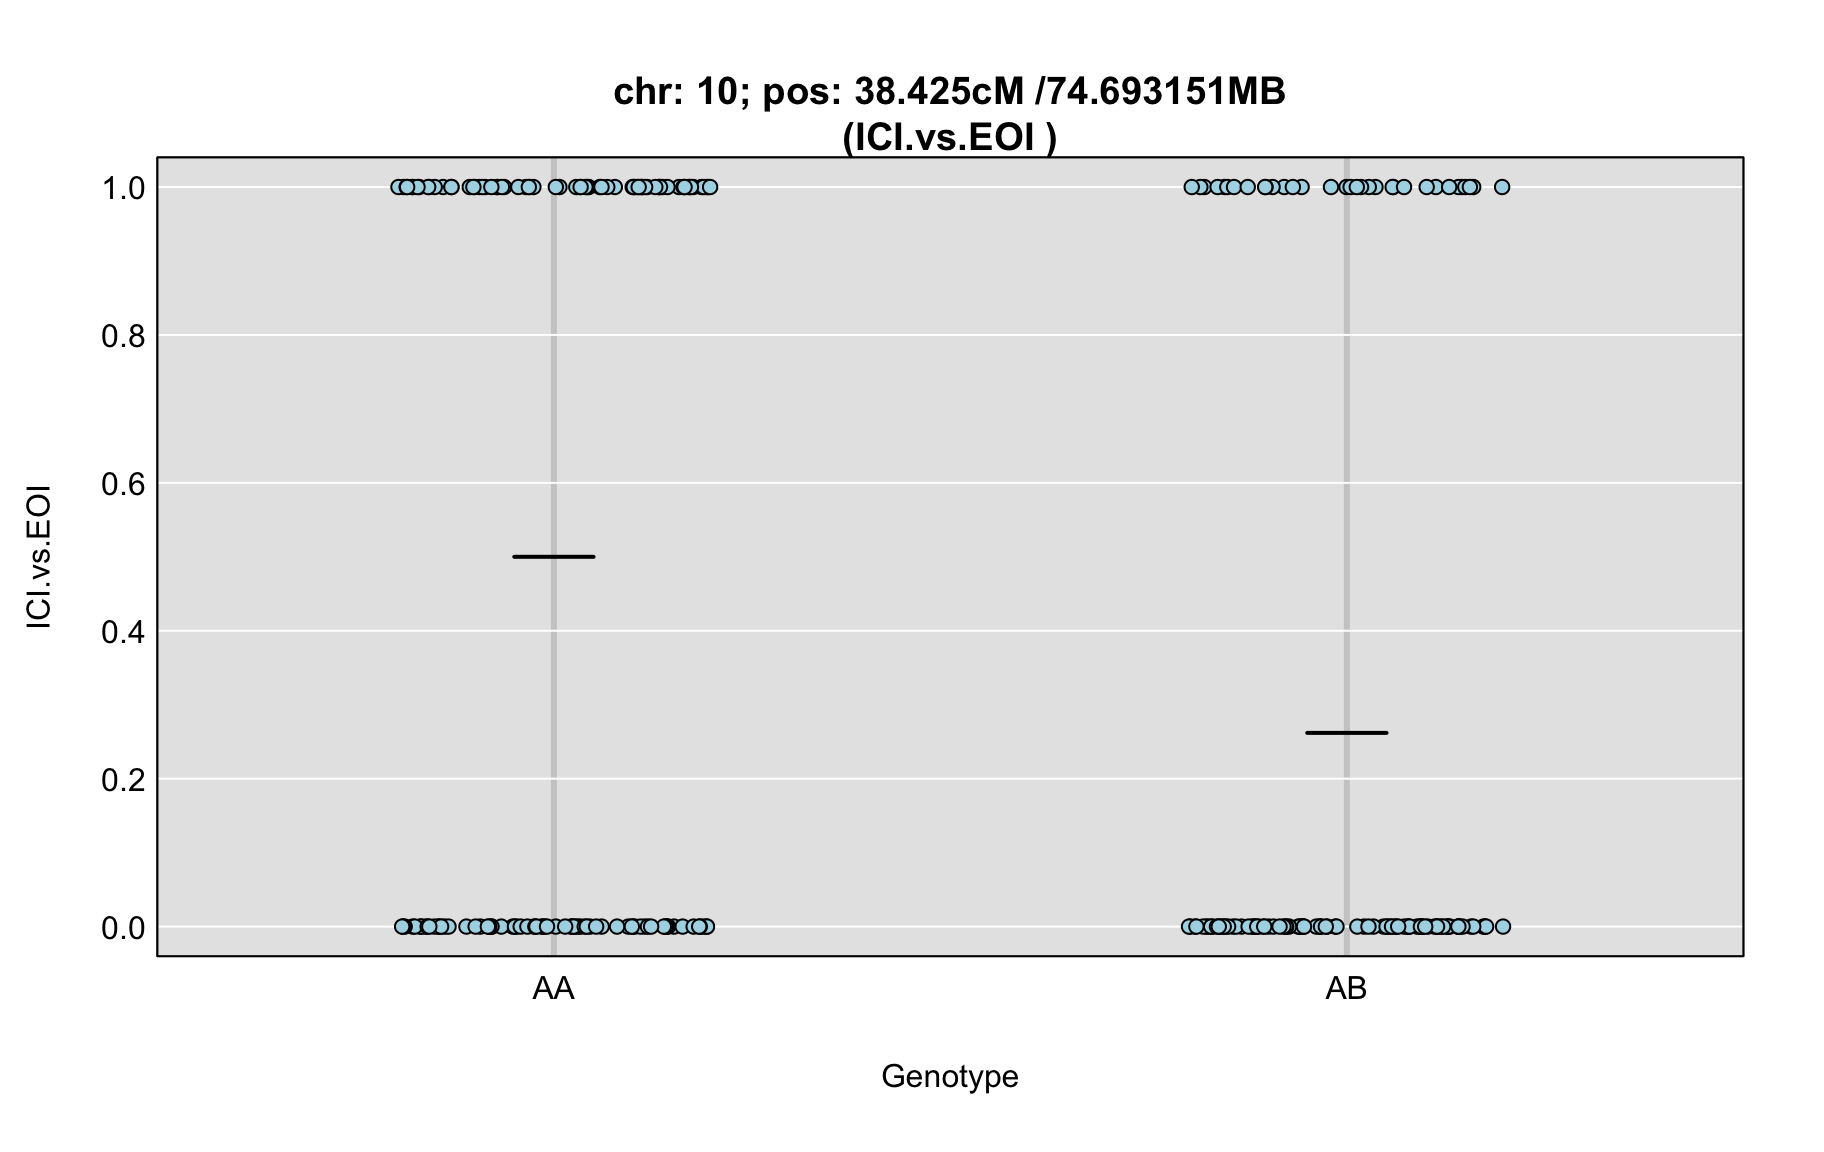 chr: 10; pos: 38.425cM /74.693151MB
(ICI.vs.EOI )
ICI.vs.EOI
1.0
0.8
0.6
0.4
0.2
0.0
AA
AB
Genotype